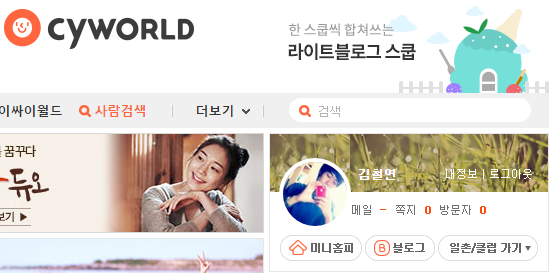 CYWORLD
한 스쿱씩 합쳐쓰는
라이트블로그 스쿱
이싸이월드 사람검색 더보기 검색
를 꿈꾸다
듀오
보기 ▶
김철연 내정보 | 로그아웃
메일 - 쪽지 0 방문자 0
미니홈피 B 블로그 일촌/클럽 가기 ▾